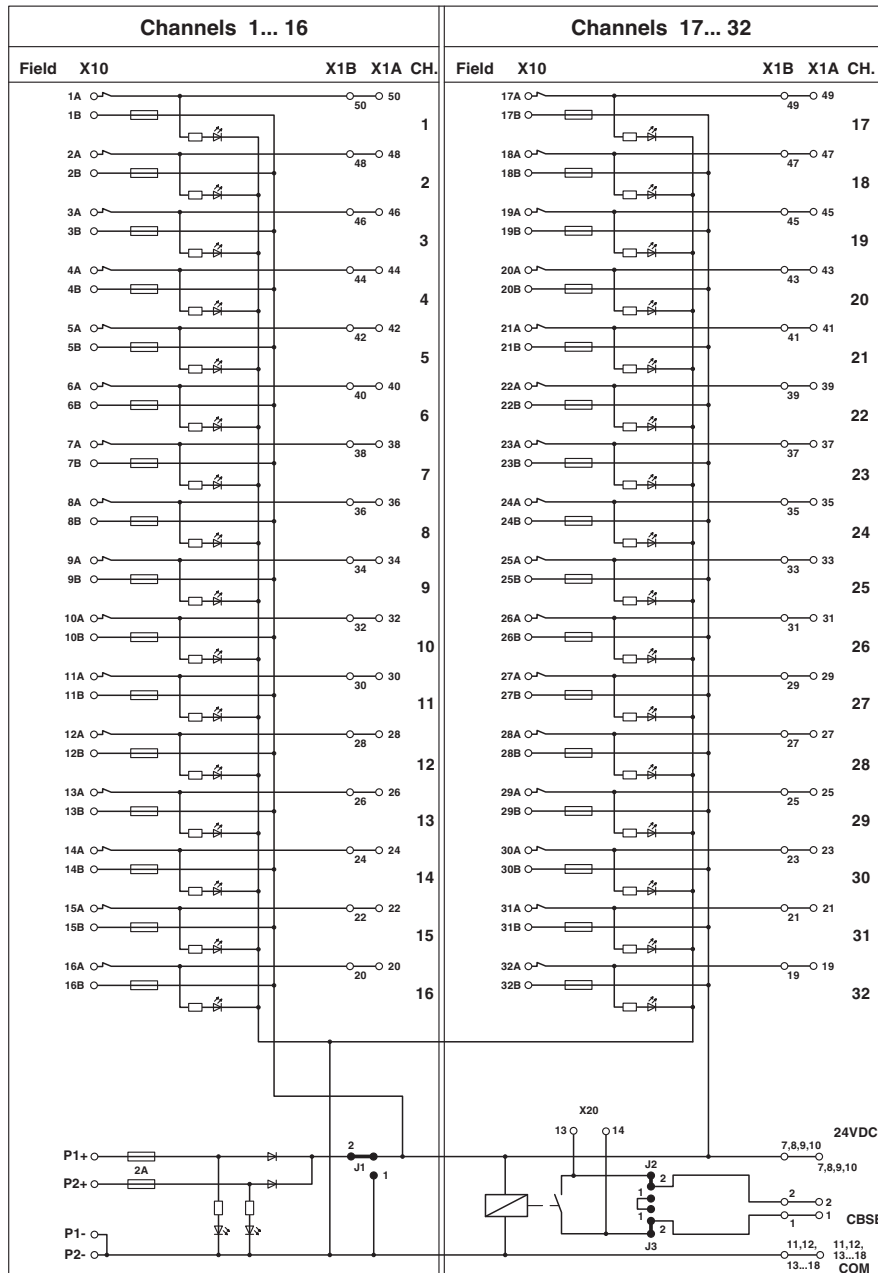 Channels 1... 16
Channels 17... 32
Field X10 X1B X1A CH.
Field X10 X1B X1A CH.
1A 50 50
1B
1
2A 48 48
2B
2
3A 46 46
3B
3
4A 44 44
4B
4
5A 42 42
5B
5
6A 40 40
6B
6
7A 38 38
7B
7
8A 36 36
8B
8
9A 34 34
9B
9
10A 32 32
10B
10
11A 30 30
11B
11
12A 28 28
12B
12
13A 26 26
13B
13
14A 24 24
14B
14
15A 22 22
15B
15
16A 20 20
16B
16
17A 49 49
17B
17
18A 47 47
18B
18
19A 45 45
19B
19
20A 43 43
20B
20
21A 41 41
21B
21
22A 39 39
22B
22
23A 37 37
23B
23
24A 35 35
24B
24
25A 33 33
25B
25
26A 31 31
26B
26
27A 29 29
27B
27
28A 27 27
28B
28
29A 25 25
29B
29
30A 23 23
30B
30
31A 21 21
31B
31
32A 19 19
32B
32
P1+
2A
P2+
P1-
P2-
2
J1
1
X20
13 14
J2
2
1
1
2
J3
24VDC
7,8,9,10
7,8,9,10
2 2
1 1
CBSE
11,12, 11,12,
13...18 13...18
COM